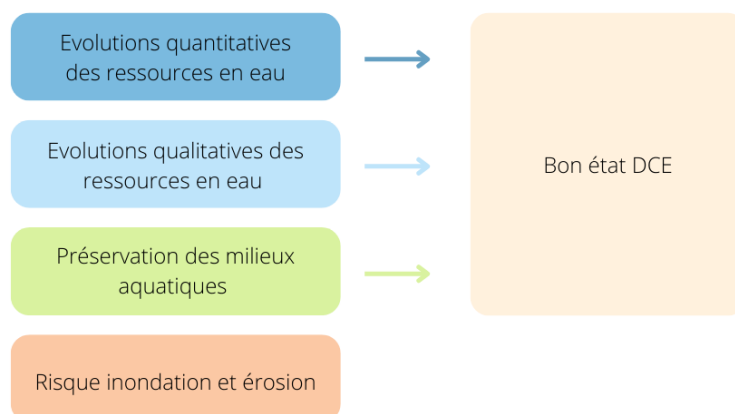 Evolutions quantitatives
des ressources en eau
Evolutions qualitatives des
ressources en eau
Bon état DCE
Préservation des milieux
aquatiques
Risque inondation et érosion